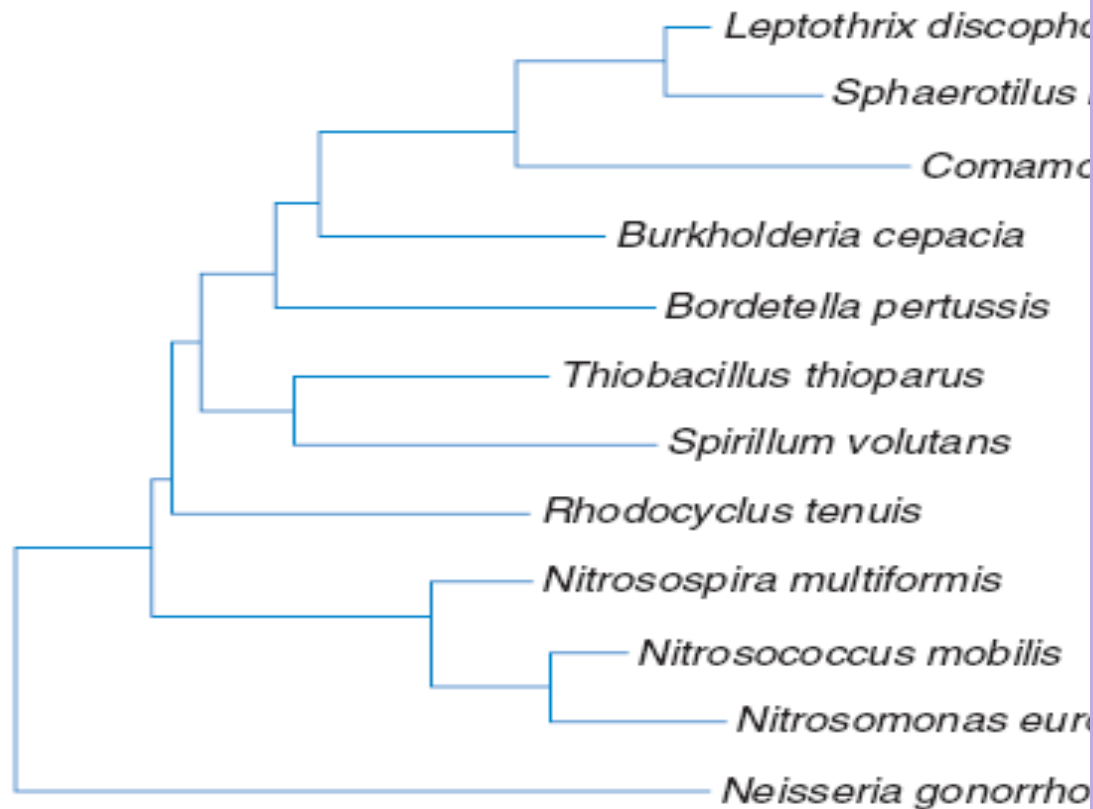 Leptothrix discopho
Sphaerotilus
Comamo
Burkholderia cepacia
Bordetella pertussis
Thiobacillus thioparus
Spirillum volutans
Rhodocyclus tenuis
Nitrosospira multiformis
Nitrosococcus mobilis
Nitrosomonas euro
Neisseria gonorrho